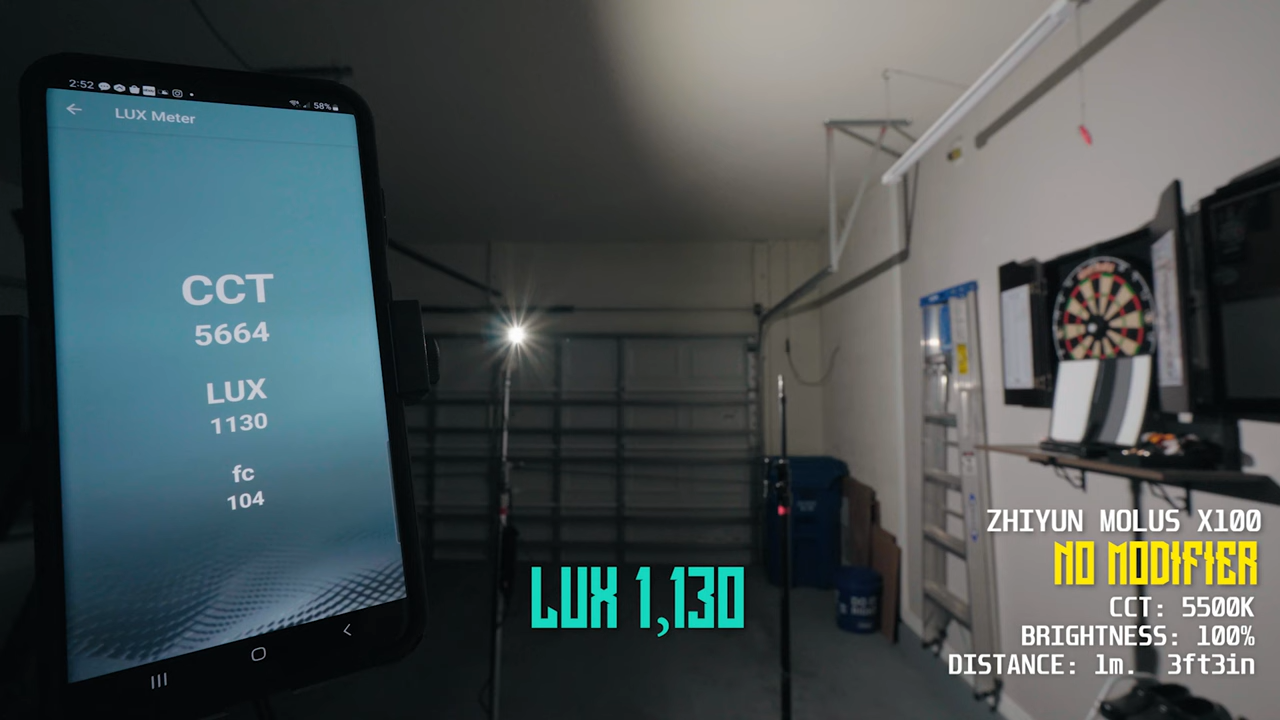 2:52
58%
LUX Meter
CCT
5664
LUX
1130
fc
104
LUX 1,130
ZHIYUN MOLUS X100
NO MODIFIER
CCT: 5500K
BRIGHTNESS: 100%
DISTANCE: 1m. 3ft3in